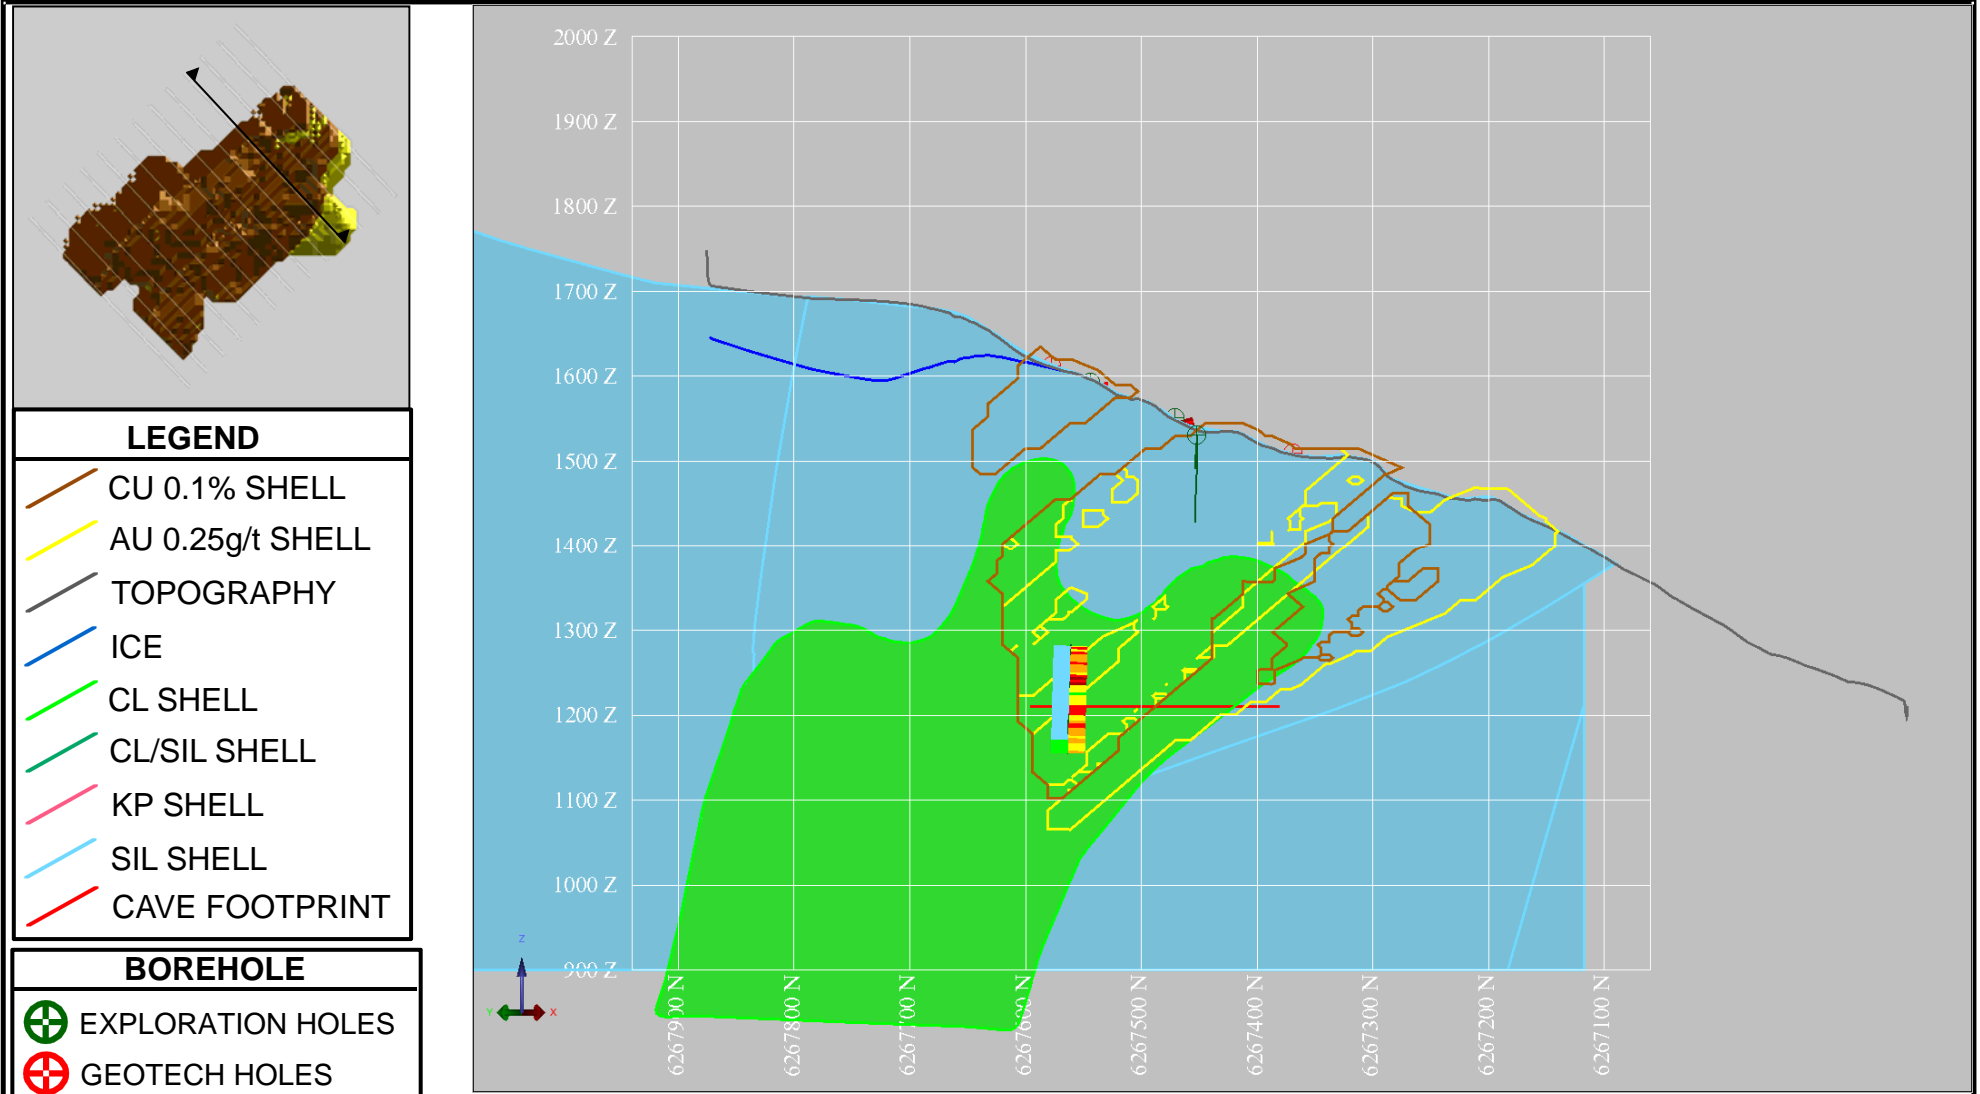 LEGEND
CU 0.1% SHELL
AU 0.25g/t SHELL
TOPOGRAPHY
ICE
CL SHELL
CL/SIL SHELL
KP SHELL
SIL SHELL
CAVE FOOTPRINT
BOREHOLE
EXPLORATION HOLES
GEOTECH HOLES
2000 Z
1900 Z
1800 Z
1700 Z
1600 Z
1500 Z
1400 Z
1300 Z
1200 Z
1100 Z
1000 Z
900 Z
6267900 N
6267800 N
6267700 N
6267600 N
6267500 N
6267400 N
6267300 N
6267200 N
6267100 N
Z
Y
X